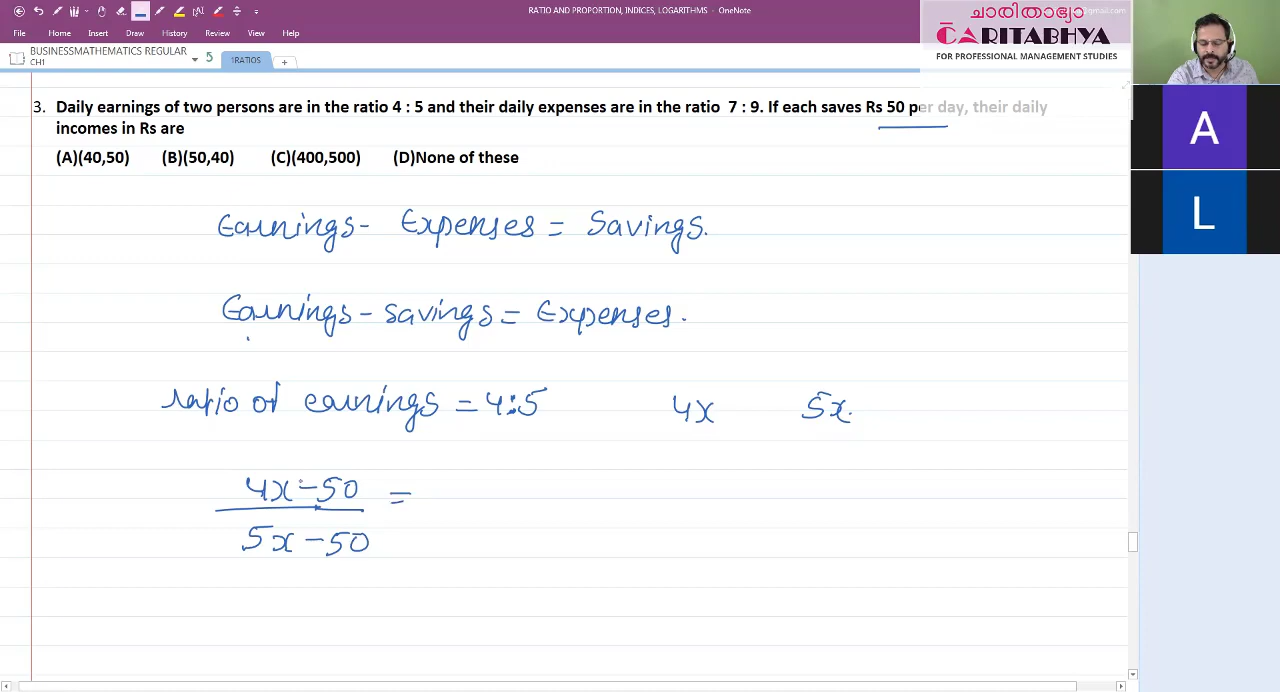 RATIO AND PROPORTION, INDICES, LOGARITHMS - OneNote
@gmail.com
File Home Insert Draw History Review View Help
ചാരിതാഭ്യാ
CARITABHYA
FOR PROFESSIONAL MANAGEMENT STUDIES
BUSINESSMATHEMATICS REGULAR
CH1
5
1RATIOS
3. Daily earnings of two persons are in the ratio 4 : 5 and their daily expenses are in the ratio 7 : 9. If each saves Rs 50 per day, their daily
incomes in Rs are
(A)(40,50) (B)(50,40) (C)(400,500) (D)None of these
Earnings - Expenses = Savings.
Earnings - savings = Expenses.
ratio of earnings = 4:5 4x 5x.
4x - 50 =
5x - 50
A
L